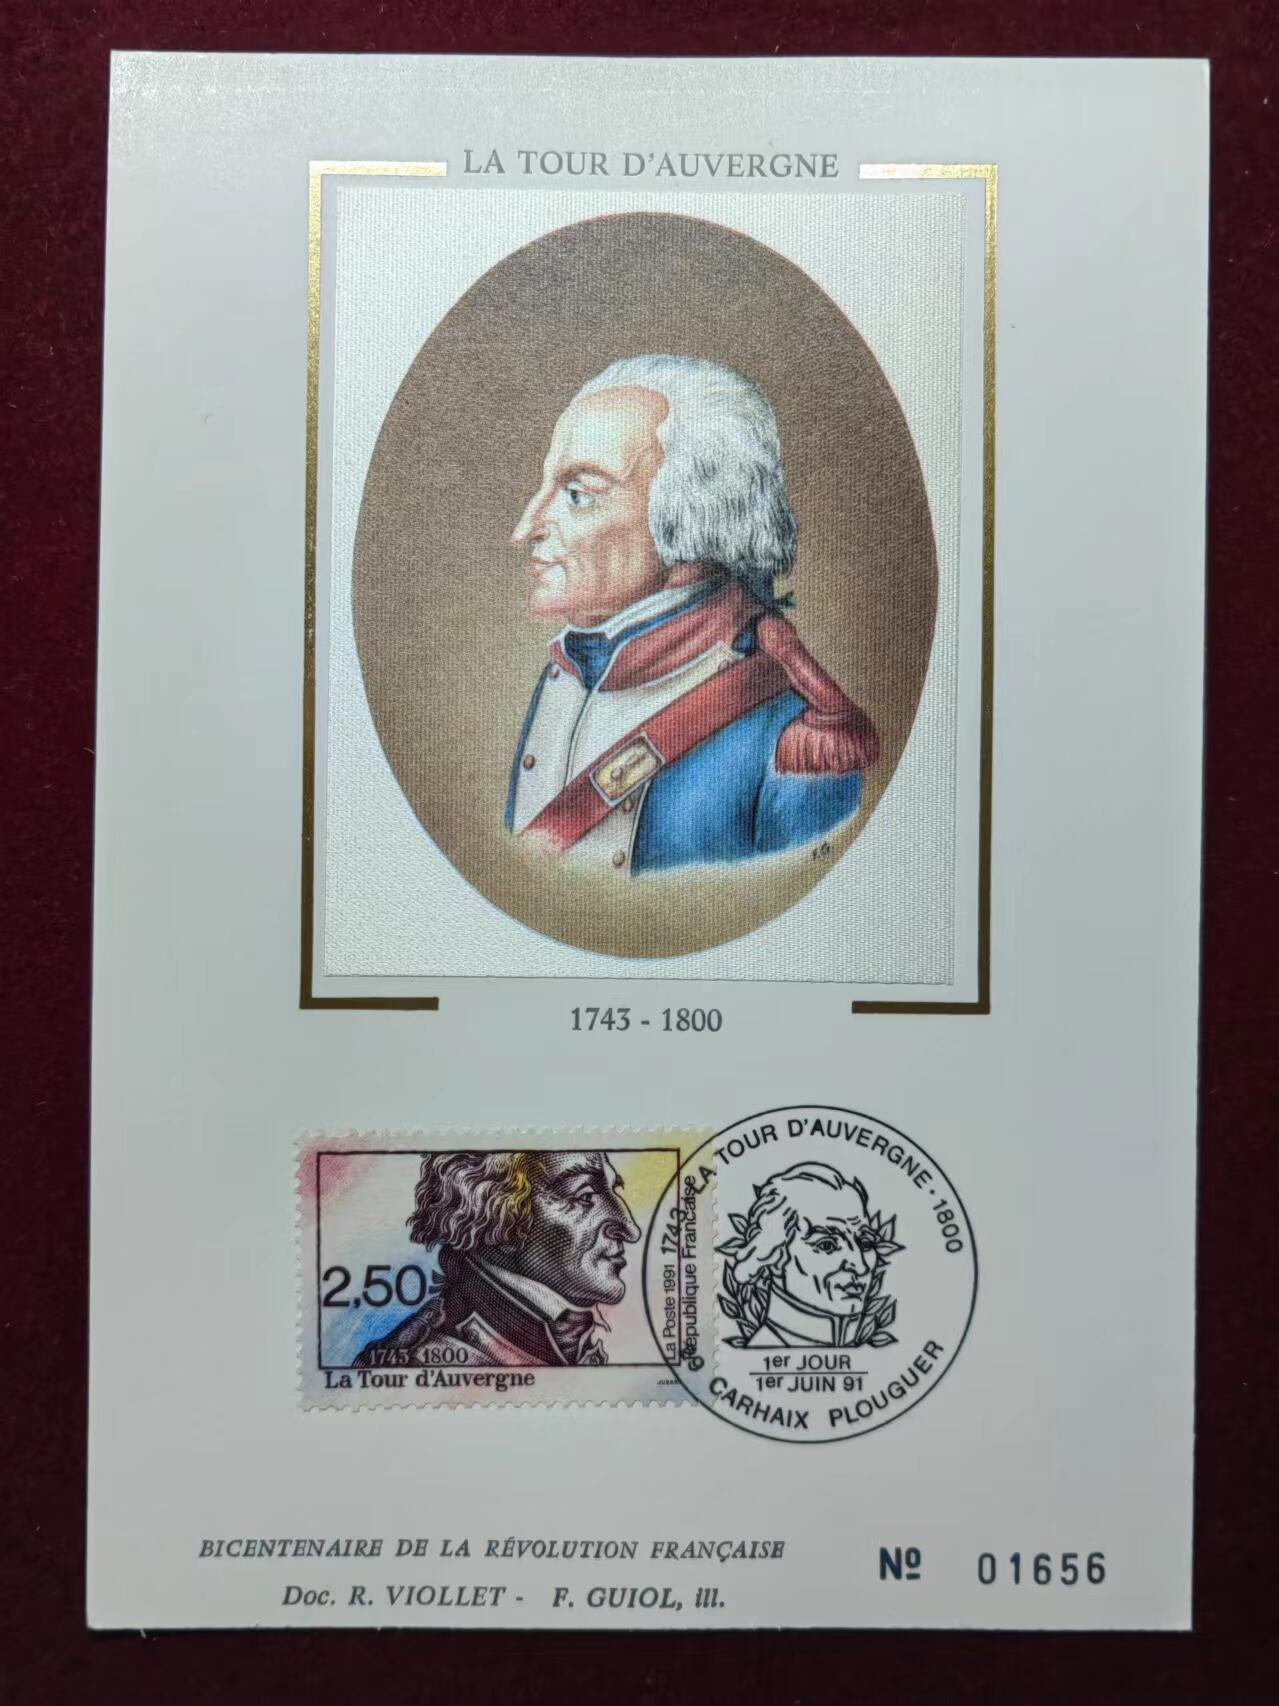 LA TOUR D'AUVERGNE
F.G.
1743 - 1800
2,50
1743 1800
La Tour d'Auvergne
La Poste 1991
République Française
1743 LA TOUR D'AUVERGNE · 1800
1er JOUR
1er JUIN 91
CARHAIX PLOUGUER
BICENTENAIRE DE LA RÉVOLUTION FRANÇAISE
Doc. R. VIOLLET - F. GUIOL, ill.
Nº 01656